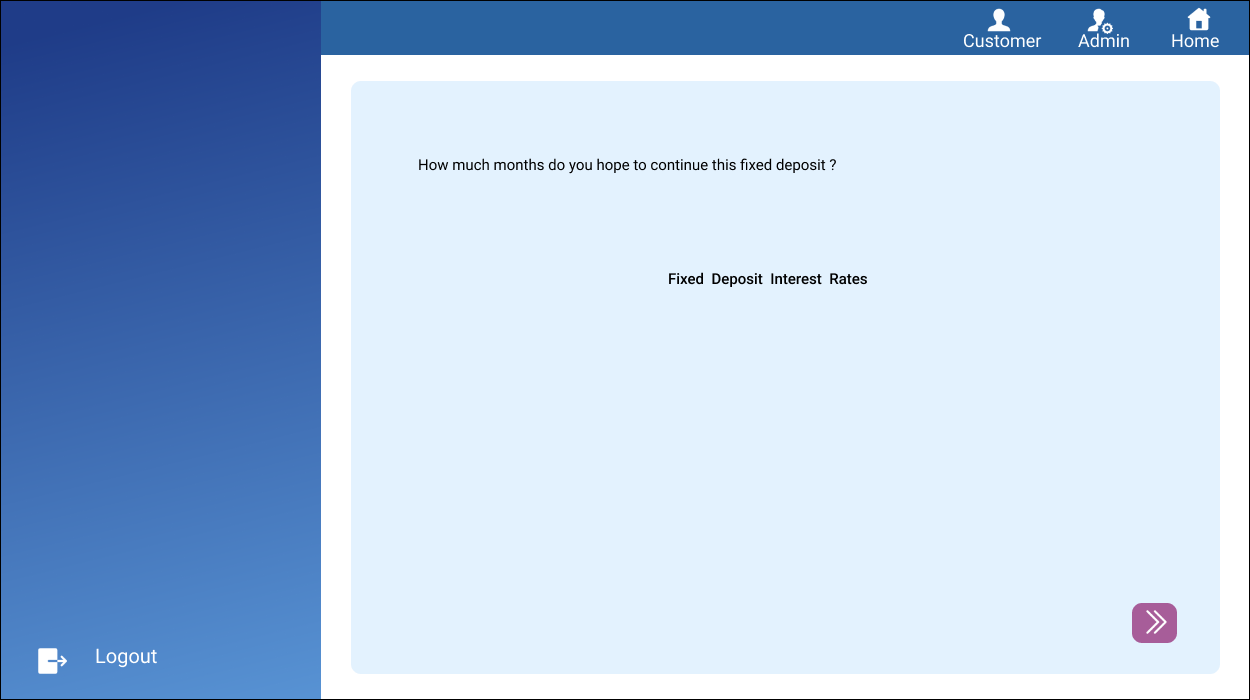 Customer Admin Home
How much months do you hope to continue this fixed deposit ?
Fixed Deposit Interest Rates
Logout